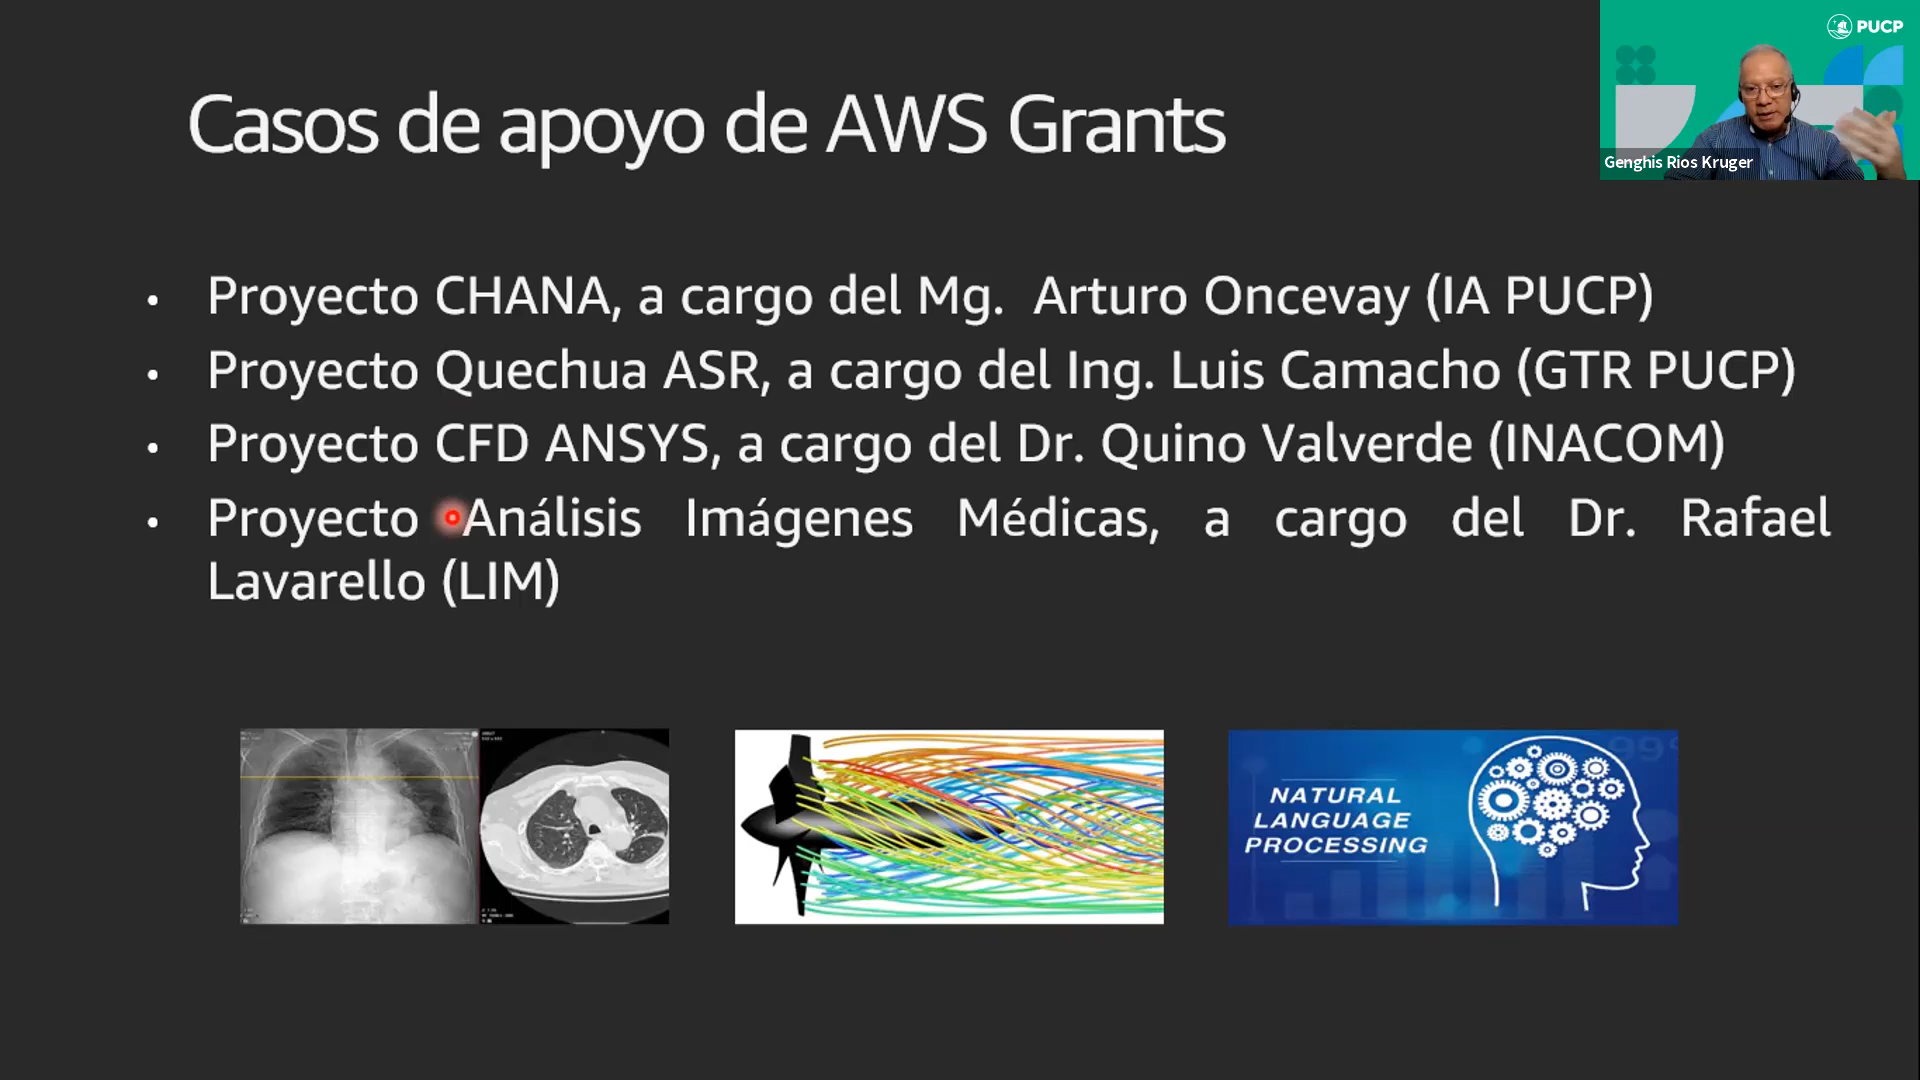 PUCP
Genghis Rios Kruger
Casos de apoyo de AWS Grants
• Proyecto CHANA, a cargo del Mg. Arturo Oncevay (IA PUCP)
• Proyecto Quechua ASR, a cargo del Ing. Luis Camacho (GTR PUCP)
• Proyecto CFD ANSYS, a cargo del Dr. Quino Valverde (INACOM)
• Proyecto Análisis Imágenes Médicas, a cargo del Dr. Rafael
Lavarello (LIM)
NATURAL
LANGUAGE
PROCESSING